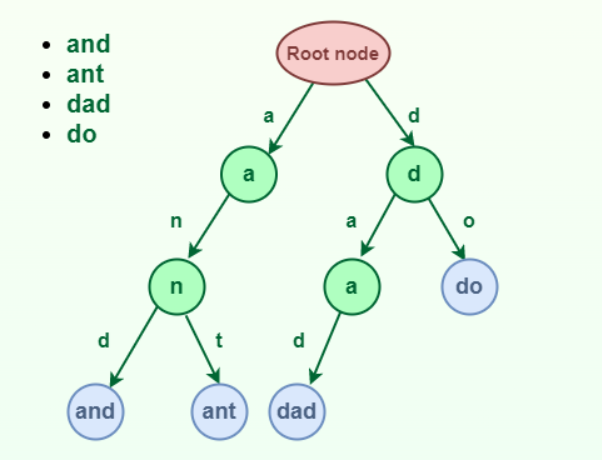 and
ant
dad
do
Root node
a d
a d
n a o
n a do
d t d
and ant dad